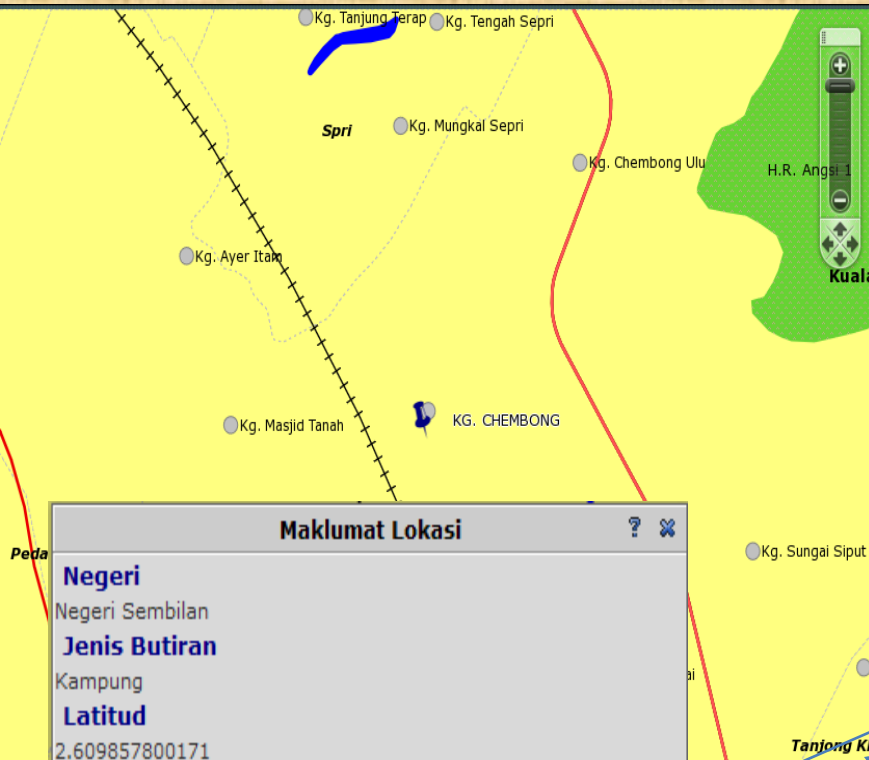 Kg. Tanjung Terap
Kg. Tengah Sepri
Spri
Kg. Mungkal Sepri
Kg. Chembong Ulu
H.R. Angsi 1
Kg. Ayer Itam
Kuala
KG. CHEMBONG
Kg. Masjid Tanah
Maklumat Lokasi
?
Kg. Sungai Siput
Negeri
Negeri Sembilan
Jenis Butiran
Kampung
Latitud
2.609857800171